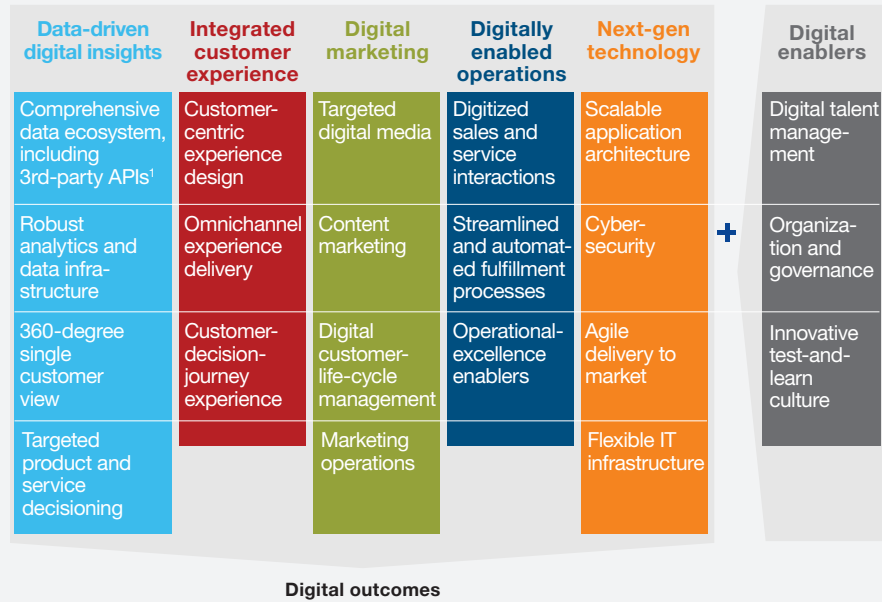 Data-driven
digital insights
Comprehensive
data ecosystem,
including
3rd-party APIs¹
Robust
analytics and
data infra-
structure
360-degree
single
customer
view
Targeted
product and
service
decisioning
Integrated
customer
experience
Customer-
centric
experience
design
Omnichannel
experience
delivery
Customer-
decision-
journey
experience
Digital
marketing
Targeted
digital media
Content
marketing
Digital
customer-
life-cycle
management
Marketing
operations
Digitally
enabled
operations
Digitized
sales and
service
interactions
Streamlined
and automat-
ed fulfillment
processes
Operational-
excellence
enablers
Next-gen
technology
Scalable
application
architecture
Cyber-
security
Agile
delivery to
market
Flexible IT
infrastructure
+
Digital
enablers
Digital talent
manage-
ment
Organiza-
tion and
governance
Innovative
test-and-
learn
culture
Digital outcomes